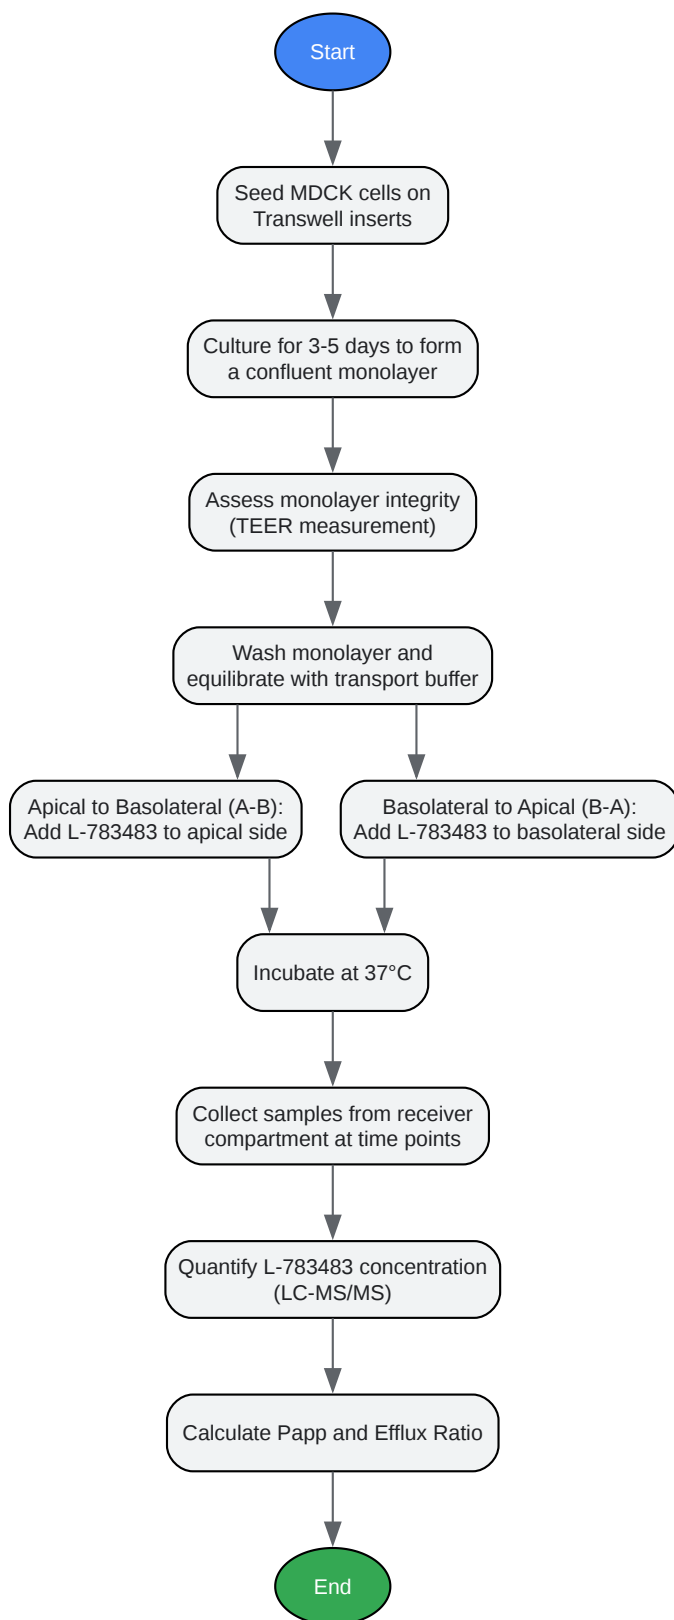 Start
Seed MDCK cells on
Transwell inserts
Culture for 3-5 days to form
a confluent monolayer
Assess monolayer integrity
(TEER measurement)
Wash monolayer and
equilibrate with transport buffer
Apical to Basolateral (A-B):
Add L-783483 to apical side
Basolateral to Apical (B-A):
Add L-783483 to basolateral side
Incubate at 37°C
Collect samples from receiver
compartment at time points
Quantify L-783483 concentration
(LC-MS/MS)
Calculate Papp and Efflux Ratio
End